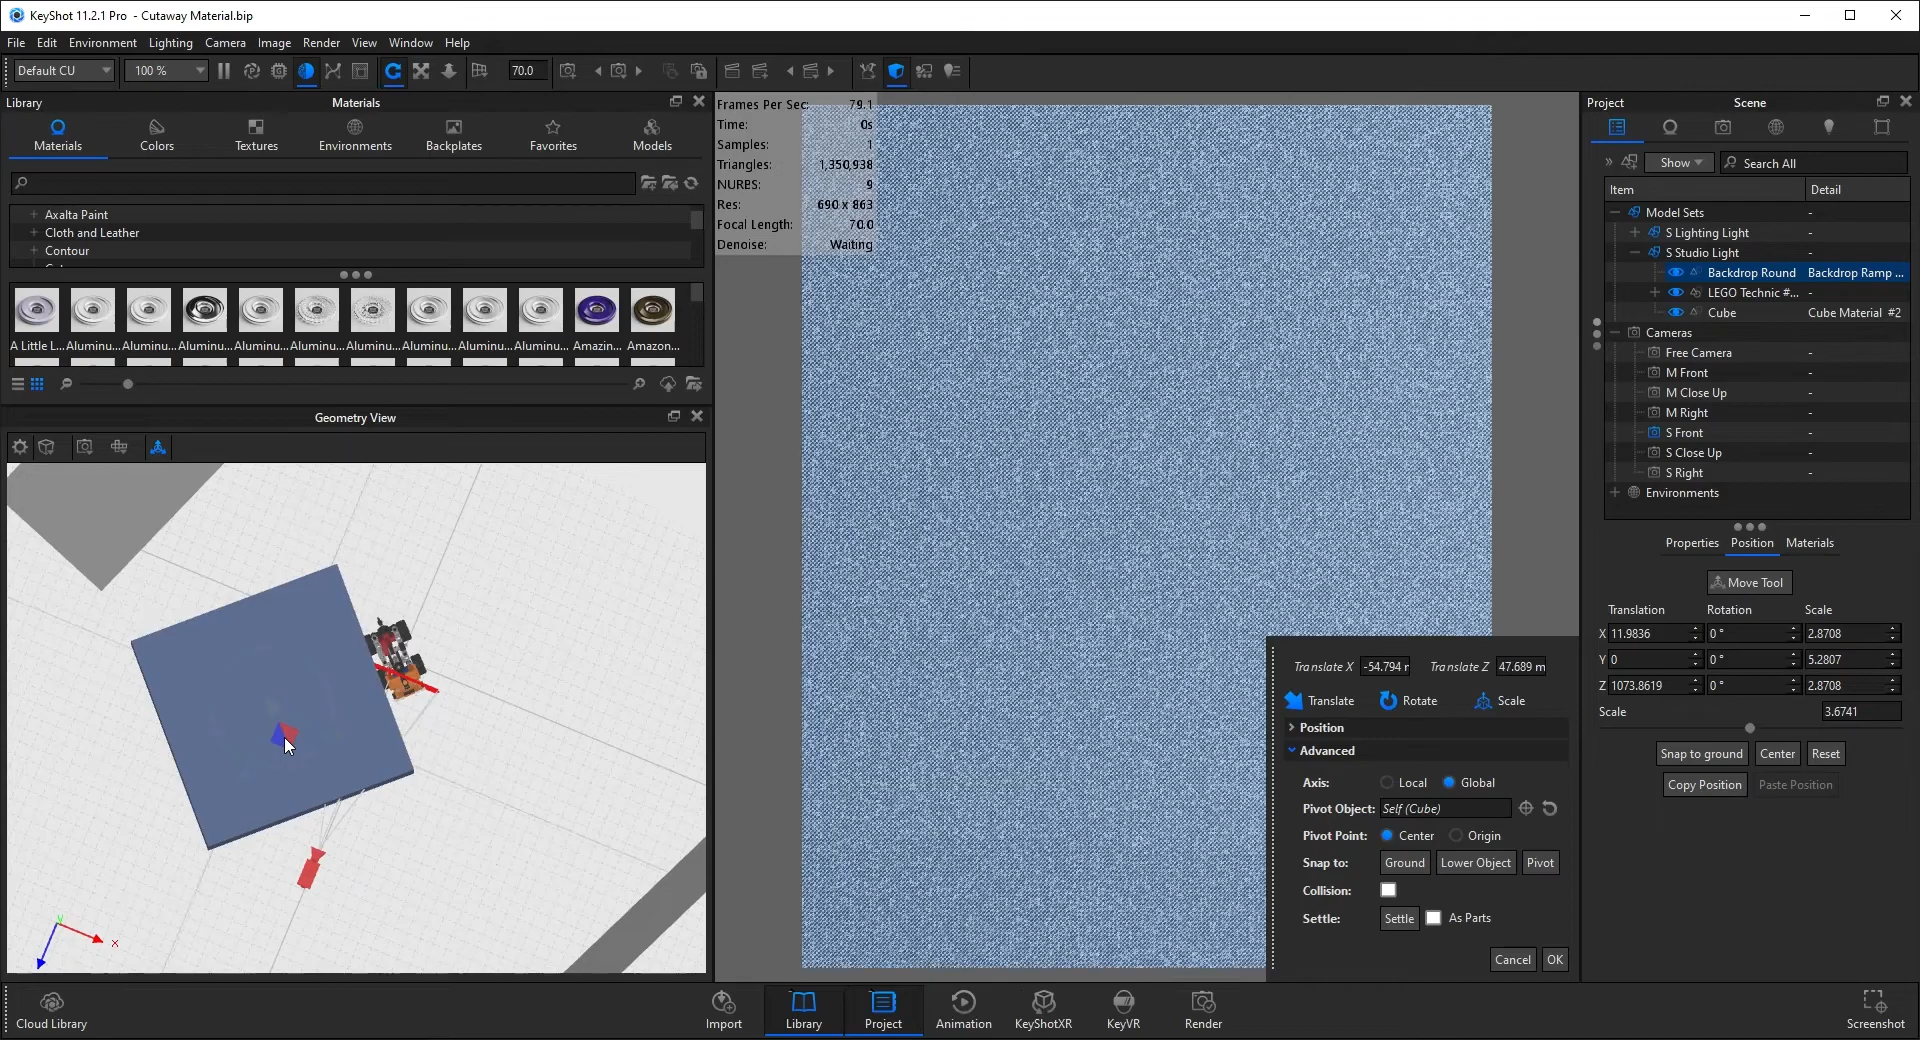 KeyShot 11.2.1 Pro - Cutaway Material.bip
File Edit Environment Lighting Camera Image Render View Window Help
Default CU 100 % 70.0
Library Materials
Materials Colors Textures Environments Backplates Favorites Models
Axalta Paint
Cloth and Leather
Contour
A Little L... Aluminu... Aluminu... Aluminu... Aluminu... Aluminu... Aluminu... Aluminu... Aluminu... Aluminu... Amazin... Amazon...
Geometry View
y
x
Frames Per Sec: 79.1
Time: 0s
Samples: 1
Triangles: 1,350,938
NURBS: 9
Res: 690 x 863
Focal Length: 70.0
Denoise: Waiting
Translate X -54.794 Translate Z 47.689 m
Translate Rotate Scale
Position
Advanced
Axis: Local Global
Pivot Object: Self (Cube)
Pivot Point: Center Origin
Snap to: Ground Lower Object Pivot
Collision:
Settle: Settle As Parts
Cancel OK
Project Scene
Show Search All
Item Detail
Model Sets -
S Lighting Light -
S Studio Light -
Backdrop Round Backdrop Ramp ...
LEGO Technic #... -
Cube Cube Material #2
Cameras
Free Camera -
M Front -
M Close Up -
M Right -
S Front -
S Close Up -
S Right -
Environments
Properties Position Materials
Move Tool
Translation Rotation Scale
X 11.9836 0 ° 2.8708
Y 0 0 ° 5.2807
Z 1073.8619 0 ° 2.8708
Scale 3.6741
Snap to ground Center Reset
Copy Position Paste Position
Cloud Library Import Library Project Animation KeyShotXR KeyVR Render Screenshot